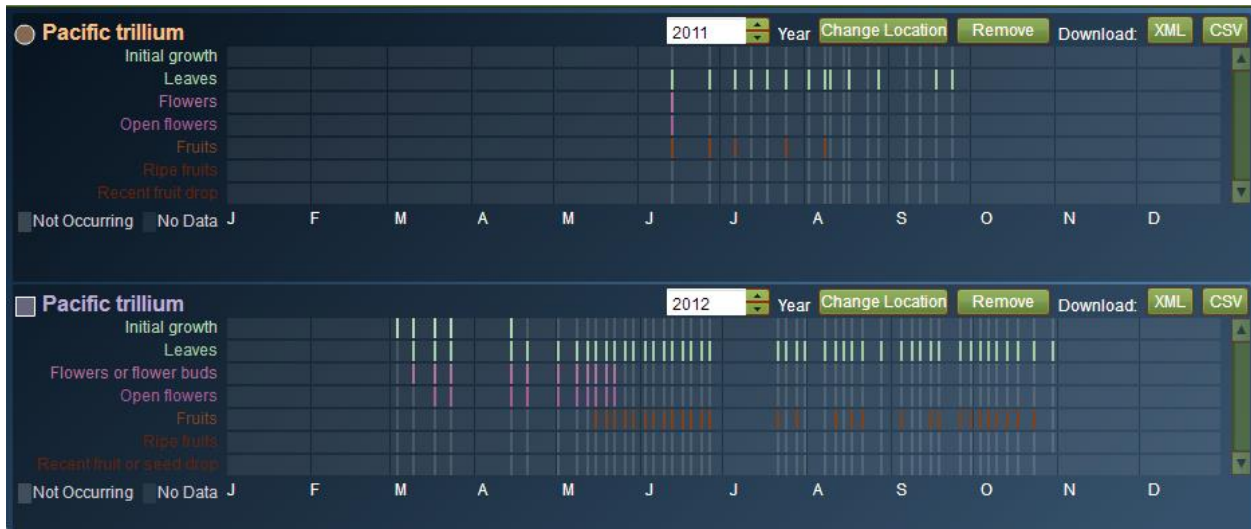 Pacific trillium 2011 Year Change Location Remove Download: XML CSV
Initial growth
Leaves
Flowers
Open flowers
Fruits
Ripe fruits
Recent fruit drop
Not Occurring No Data J F M A M J J A S O N D
Pacific trillium 2012 Year Change Location Remove Download: XML CSV
Initial growth
Leaves
Flowers or flower buds
Open flowers
Fruits
Ripe fruits
Recent fruit or seed drop
Not Occurring No Data J F M A M J J A S O N D